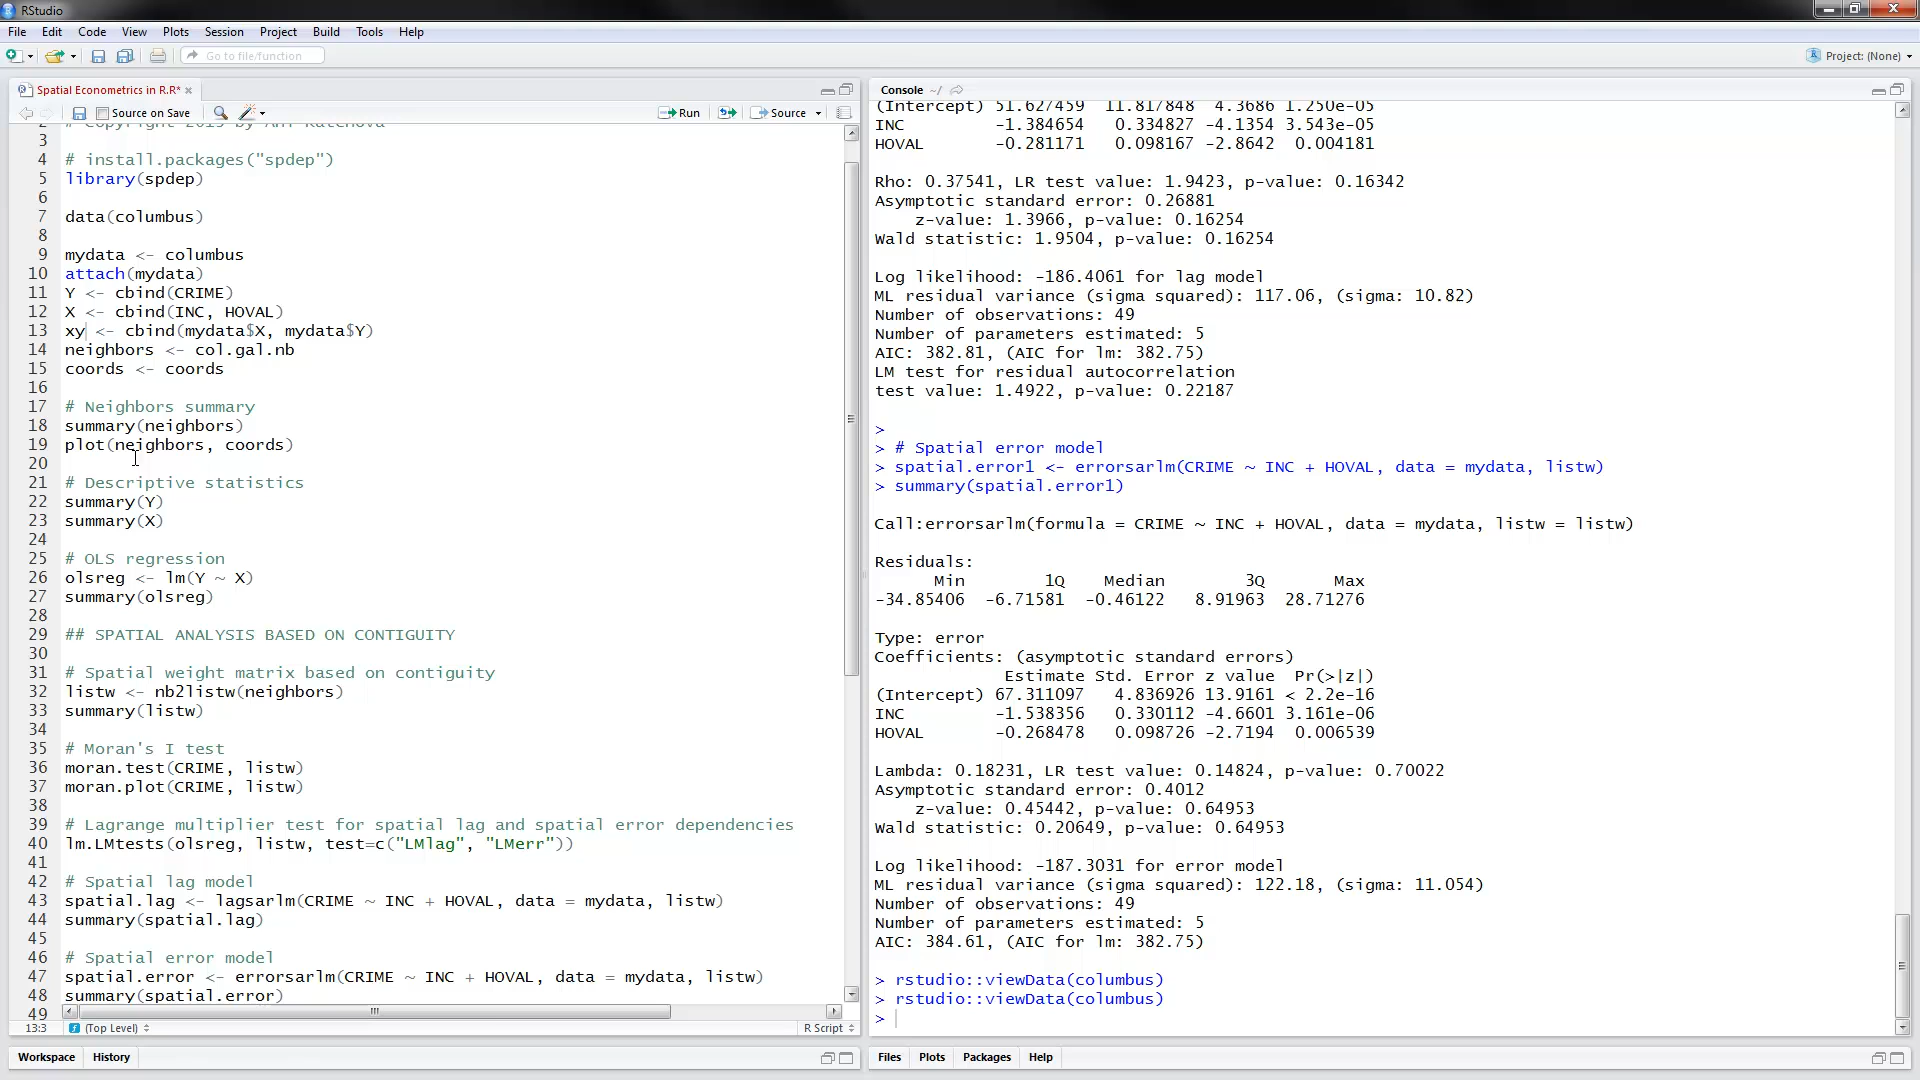 RStudio
File Edit Code View Plots Session Project Build Tools Help
Go to file/function
Project: (None)
Spatial Econometrics in R.R*
Source on Save
Run
Source
2 # Copyright 2013 by Ani Katchova
3
4 # install.packages("spdep")
5 library(spdep)
6
7 data(columbus)
8
9 mydata <- columbus
10 attach(mydata)
11 Y <- cbind(CRIME)
12 X <- cbind(INC, HOVAL)
13 xy <- cbind(mydata$X, mydata$Y)
14 neighbors <- col.gal.nb
15 coords <- coords
16
17 # Neighbors summary
18 summary(neighbors)
19 plot(neighbors, coords)
20
21 # Descriptive statistics
22 summary(Y)
23 summary(X)
24
25 # OLS regression
26 olsreg <- lm(Y ~ X)
27 summary(olsreg)
28
29 ## SPATIAL ANALYSIS BASED ON CONTIGUITY
30
31 # Spatial weight matrix based on contiguity
32 listw <- nb2listw(neighbors)
33 summary(listw)
34
35 # Moran's I test
36 moran.test(CRIME, listw)
37 moran.plot(CRIME, listw)
38
39 # Lagrange multiplier test for spatial lag and spatial error dependencies
40 lm.LMtests(olsreg, listw, test=c("LMlag", "LMerr"))
41
42 # Spatial lag model
43 spatial.lag <- lagsarlm(CRIME ~ INC + HOVAL, data = mydata, listw)
44 summary(spatial.lag)
45
46 # Spatial error model
47 spatial.error <- errorsarlm(CRIME ~ INC + HOVAL, data = mydata, listw)
48 summary(spatial.error)
49
13:3 (Top Level) R Script
Workspace History
Console ~/
(Intercept) 51.627459 11.817848 4.3686 1.250e-05
INC -1.384654 0.334827 -4.1354 3.543e-05
HOVAL -0.281171 0.098167 -2.8642 0.004181
Rho: 0.37541, LR test value: 1.9423, p-value: 0.16342
Asymptotic standard error: 0.26881
z-value: 1.3966, p-value: 0.16254
Wald statistic: 1.9504, p-value: 0.16254
Log likelihood: -186.4061 for lag model
ML residual variance (sigma squared): 117.06, (sigma: 10.82)
Number of observations: 49
Number of parameters estimated: 5
AIC: 382.81, (AIC for lm: 382.75)
LM test for residual autocorrelation
test value: 1.4922, p-value: 0.22187
>
> # Spatial error model
> spatial.error1 <- errorsarlm(CRIME ~ INC + HOVAL, data = mydata, listw)
> summary(spatial.error1)
Call:errorsarlm(formula = CRIME ~ INC + HOVAL, data = mydata, listw = listw)
Residuals:
Min 1Q Median 3Q Max
-34.85406 -6.71581 -0.46122 8.91963 28.71276
Type: error
Coefficients: (asymptotic standard errors)
Estimate Std. Error z value Pr(>|z|)
(Intercept) 67.311097 4.836926 13.9161 < 2.2e-16
INC -1.538356 0.330112 -4.6601 3.161e-06
HOVAL -0.268478 0.098726 -2.7194 0.006539
Lambda: 0.18231, LR test value: 0.14824, p-value: 0.70022
Asymptotic standard error: 0.4012
z-value: 0.45442, p-value: 0.64953
Wald statistic: 0.20649, p-value: 0.64953
Log likelihood: -187.3031 for error model
ML residual variance (sigma squared): 122.18, (sigma: 11.054)
Number of observations: 49
Number of parameters estimated: 5
AIC: 384.61, (AIC for lm: 382.75)
> rstudio::viewData(columbus)
> rstudio::viewData(columbus)
>
Files Plots Packages Help